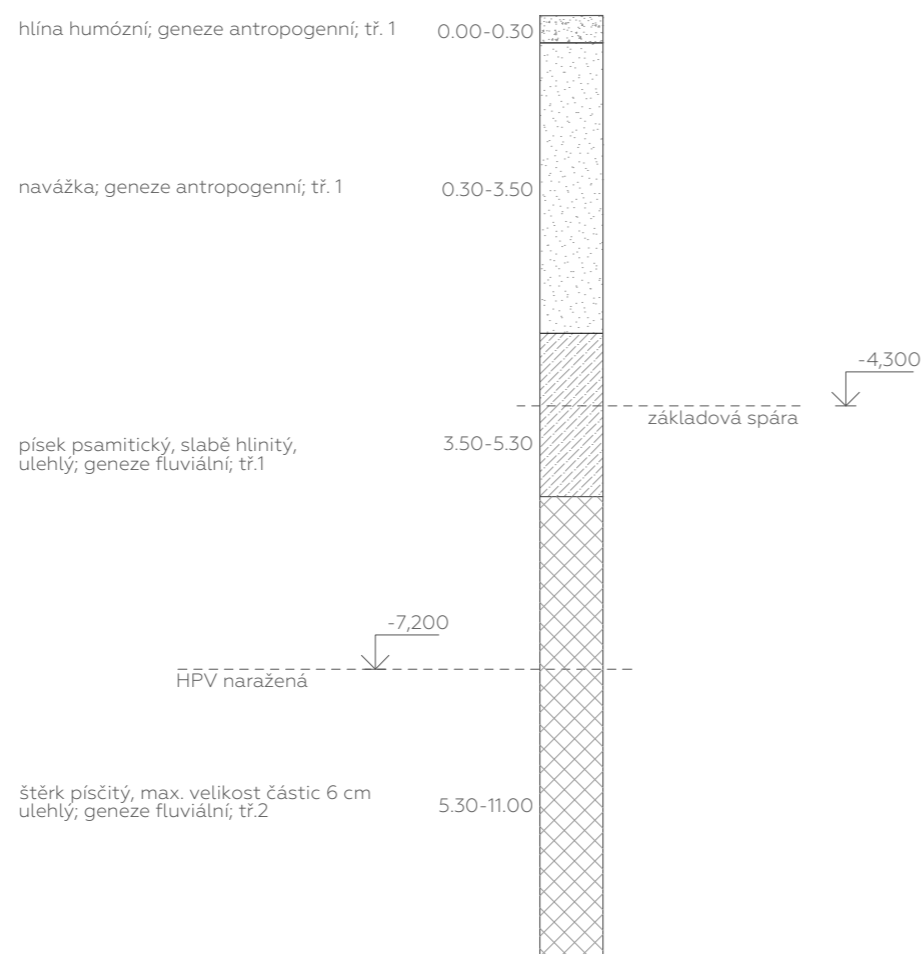 hlína humózní; geneze antropogenní; tř. 1
0.00-0.30
navážka; geneze antropogenní; tř. 1
0.30-3.50
-4,300
základová spára
písek psamitický, slabě hlinitý,
ulehlý; geneze fluviální; tř.1
3.50-5.30
-7,200
HPV naražená
štěrk písčitý, max. velikost částic 6 cm
ulehlý; geneze fluviální; tř.2
5.30-11.00